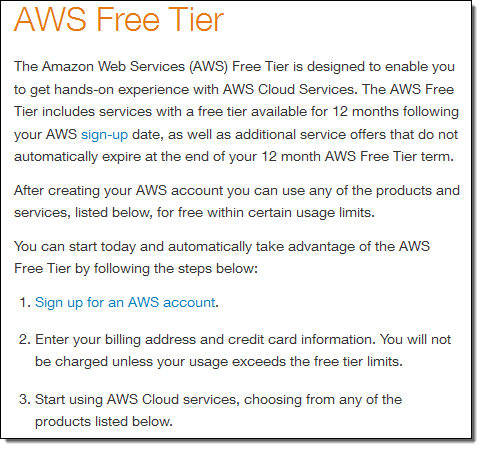 AWS Free Tier
The Amazon Web Services (AWS) Free Tier is designed to enable you
to get hands-on experience with AWS Cloud Services. The AWS Free
Tier includes services with a free tier available for 12 months following
your AWS sign-up date, as well as additional service offers that do not
automatically expire at the end of your 12 month AWS Free Tier term.
After creating your AWS account you can use any of the products and
services, listed below, for free within certain usage limits.
You can start today and automatically take advantage of the AWS
Free Tier by following the steps below:
1. Sign up for an AWS account.
2. Enter your billing address and credit card information. You will not
be charged unless your usage exceeds the free tier limits.
3. Start using AWS Cloud services, choosing from any of the
products listed below.